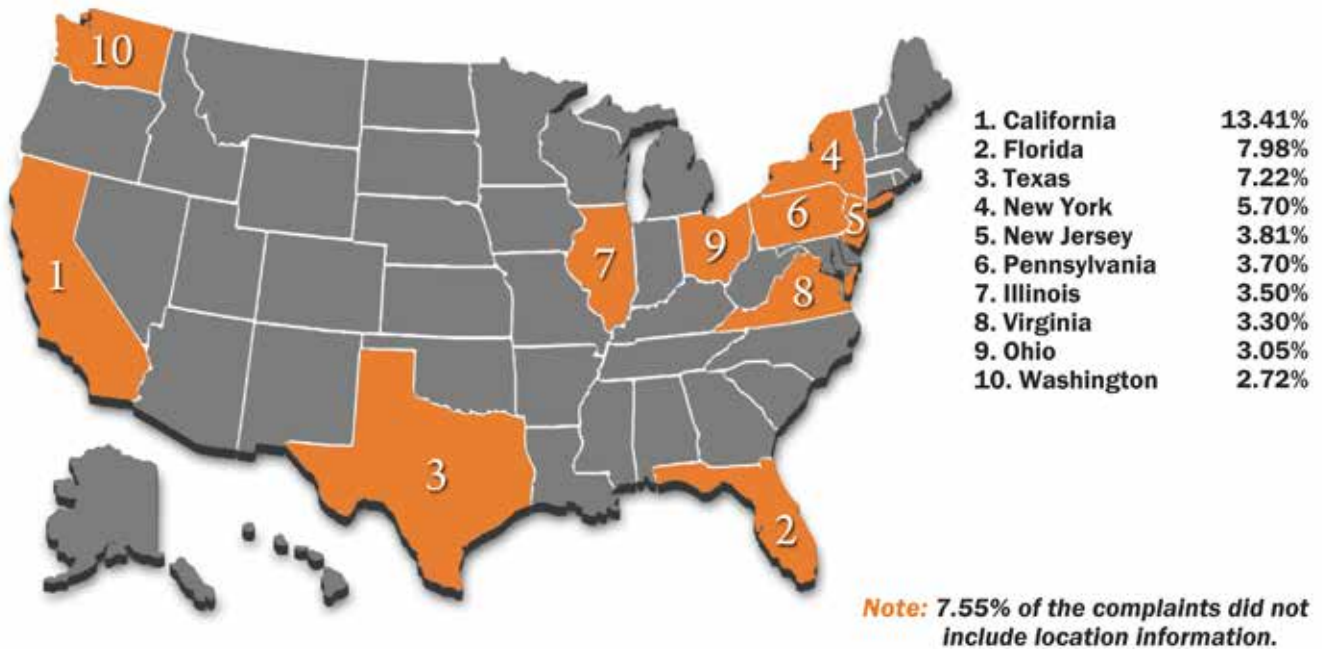 10
4
6
5
7
9
1
8
3
2
1. California 13.41%
2. Florida 7.98%
3. Texas 7.22%
4. New York 5.70%
5. New Jersey 3.81%
6. Pennsylvania 3.70%
7. Illinois 3.50%
8. Virginia 3.30%
9. Ohio 3.05%
10. Washington 2.72%
Note: 7.55% of the complaints did not
include location information.